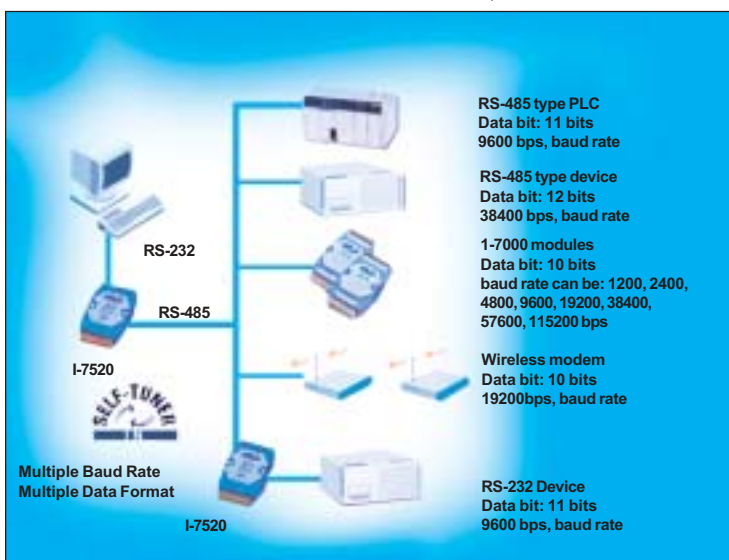 RS-485 type PLC
Data bit: 11 bits
9600 bps, baud rate
RS-485 type device
Data bit: 12 bits
38400 bps, baud rate
1-7000 modules
Data bit: 10 bits
baud rate can be: 1200, 2400,
4800, 9600, 19200, 38400,
57600, 115200 bps
RS-232
RS-485
I-7520
Wireless modem
Data bit: 10 bits
19200bps, baud rate
SELF-TUNER
Multiple Baud Rate
Multiple Data Format
I-7520
RS-232 Device
Data bit: 11 bits
9600 bps, baud rate